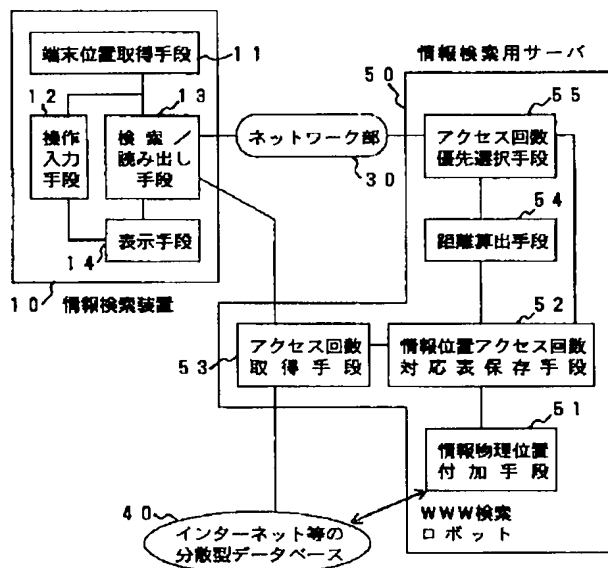 端末位置取得手段
11
12
13
操作
入力
手段
検索／
読み出し
手段
表示手段
14
10
情報検索装置
ネットワーク部
30
50
情報検索用サーバ
55
アクセス回数
優先選択手段
54
距離算出手段
52
情報位置アクセス回数
対応表保存手段
53
アクセス回数
取得手段
51
情報物理位置
付加手段
WWW検索
ロボット
40
インターネット等の
分散型データベース